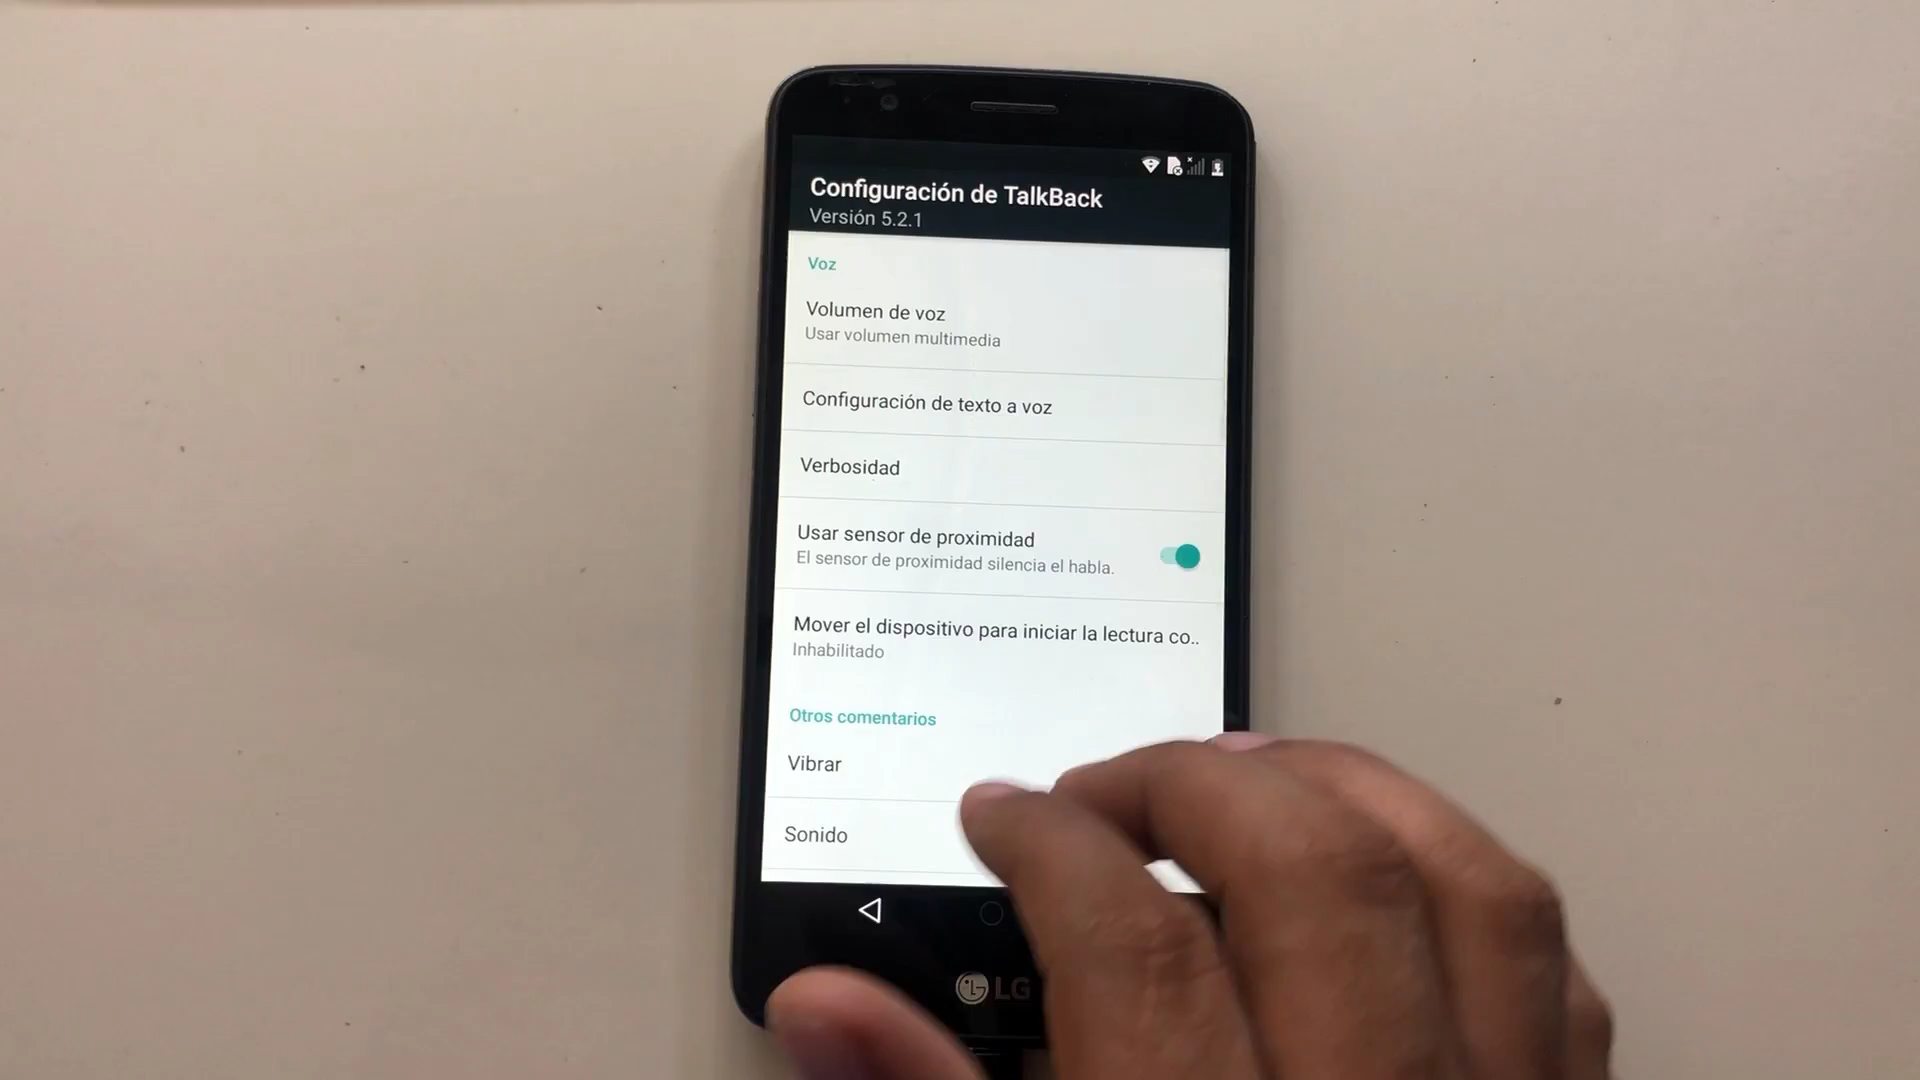 Configuración de TalkBack
Versión 5.2.1
Voz
Volumen de voz
Usar volumen multimedia
Configuración de texto a voz
Verbosidad
Usar sensor de proximidad
El sensor de proximidad silencia el habla.
Mover el dispositivo para iniciar la lectura co..
Inhabilitado
Otros comentarios
Vibrar
Sonido
LG